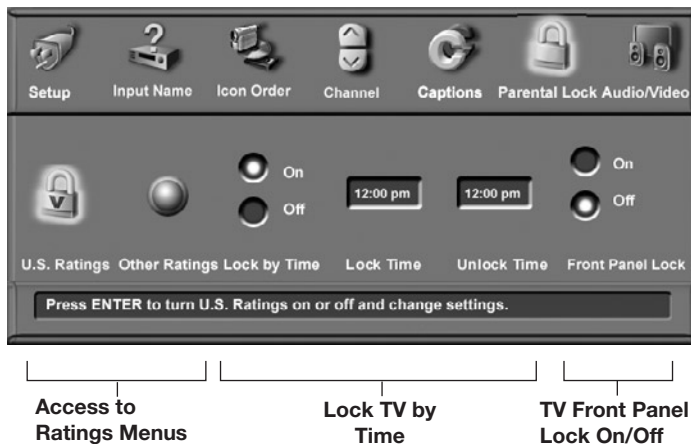 Setup Input Name Icon Order Channel Captions Parental Lock Audio/Video
On On
12:00 pm 12:00 pm
Off Off
V
U.S. Ratings Other Ratings Lock by Time Lock Time Unlock Time Front Panel Lock
Press ENTER to turn U.S. Ratings on or off and change settings.
Access to
Ratings Menus
Lock TV by
Time
TV Front Panel
Lock On/Off